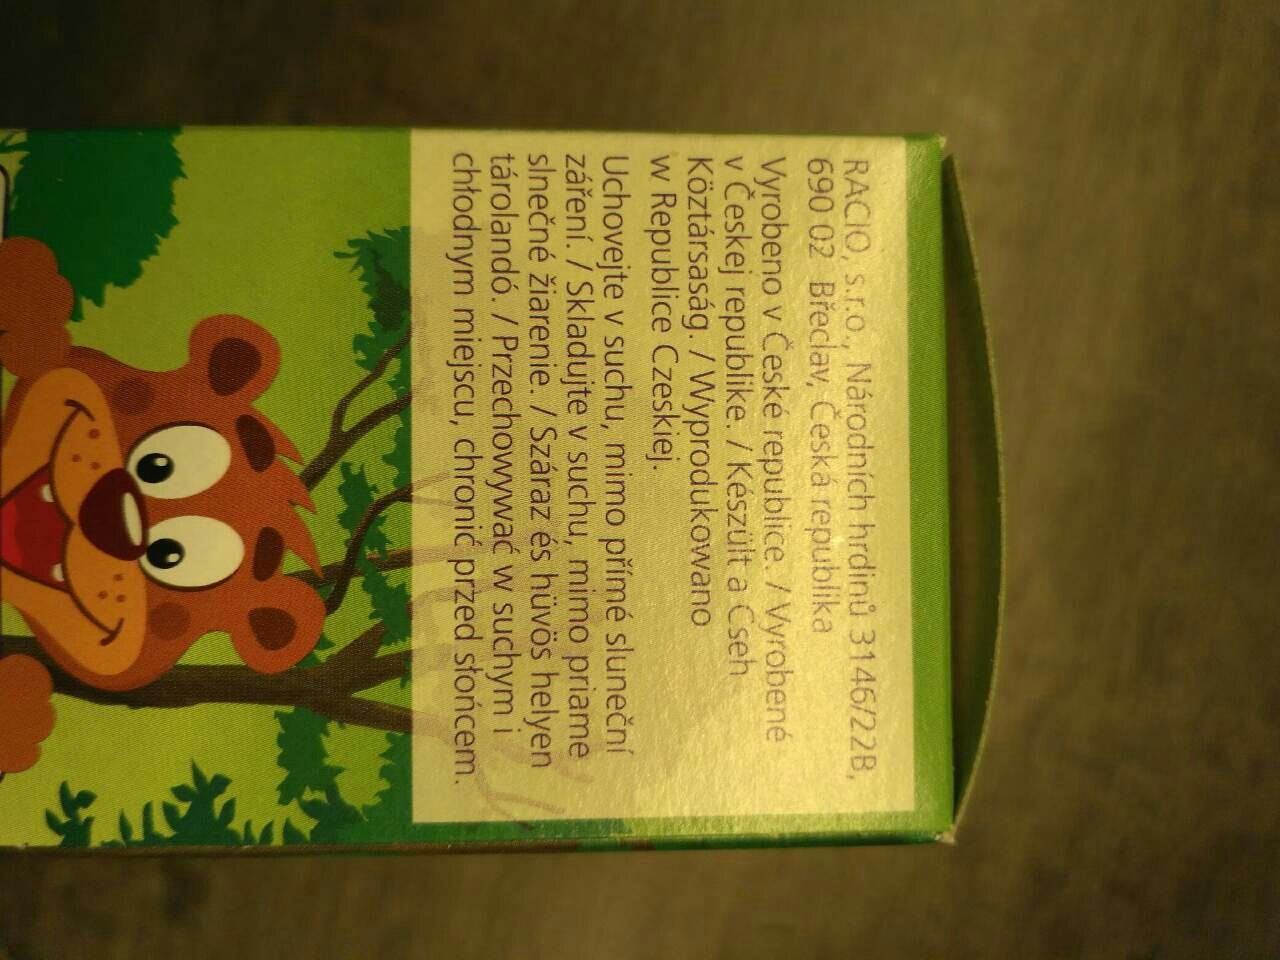 RACIO, s.r.o., Národních hrdinů 3146/22B,
690 02 Břeclav, Česká republika
Vyrobeno v České republice. / Vyrobené
v Českej republike. / Készült a Cseh
Köztársaság. / Wyprodukowano
w Republice Czeskiej.
Uchovejte v suchu, mimo přímé sluneční
záření. / Skladujte v suchu, mimo priame
slnečné žiarenie. / Száraz és hüvös helyen
tárolandó. / Przechowywać w suchym i
chłodnym miejscu, chronić przed słońcem.